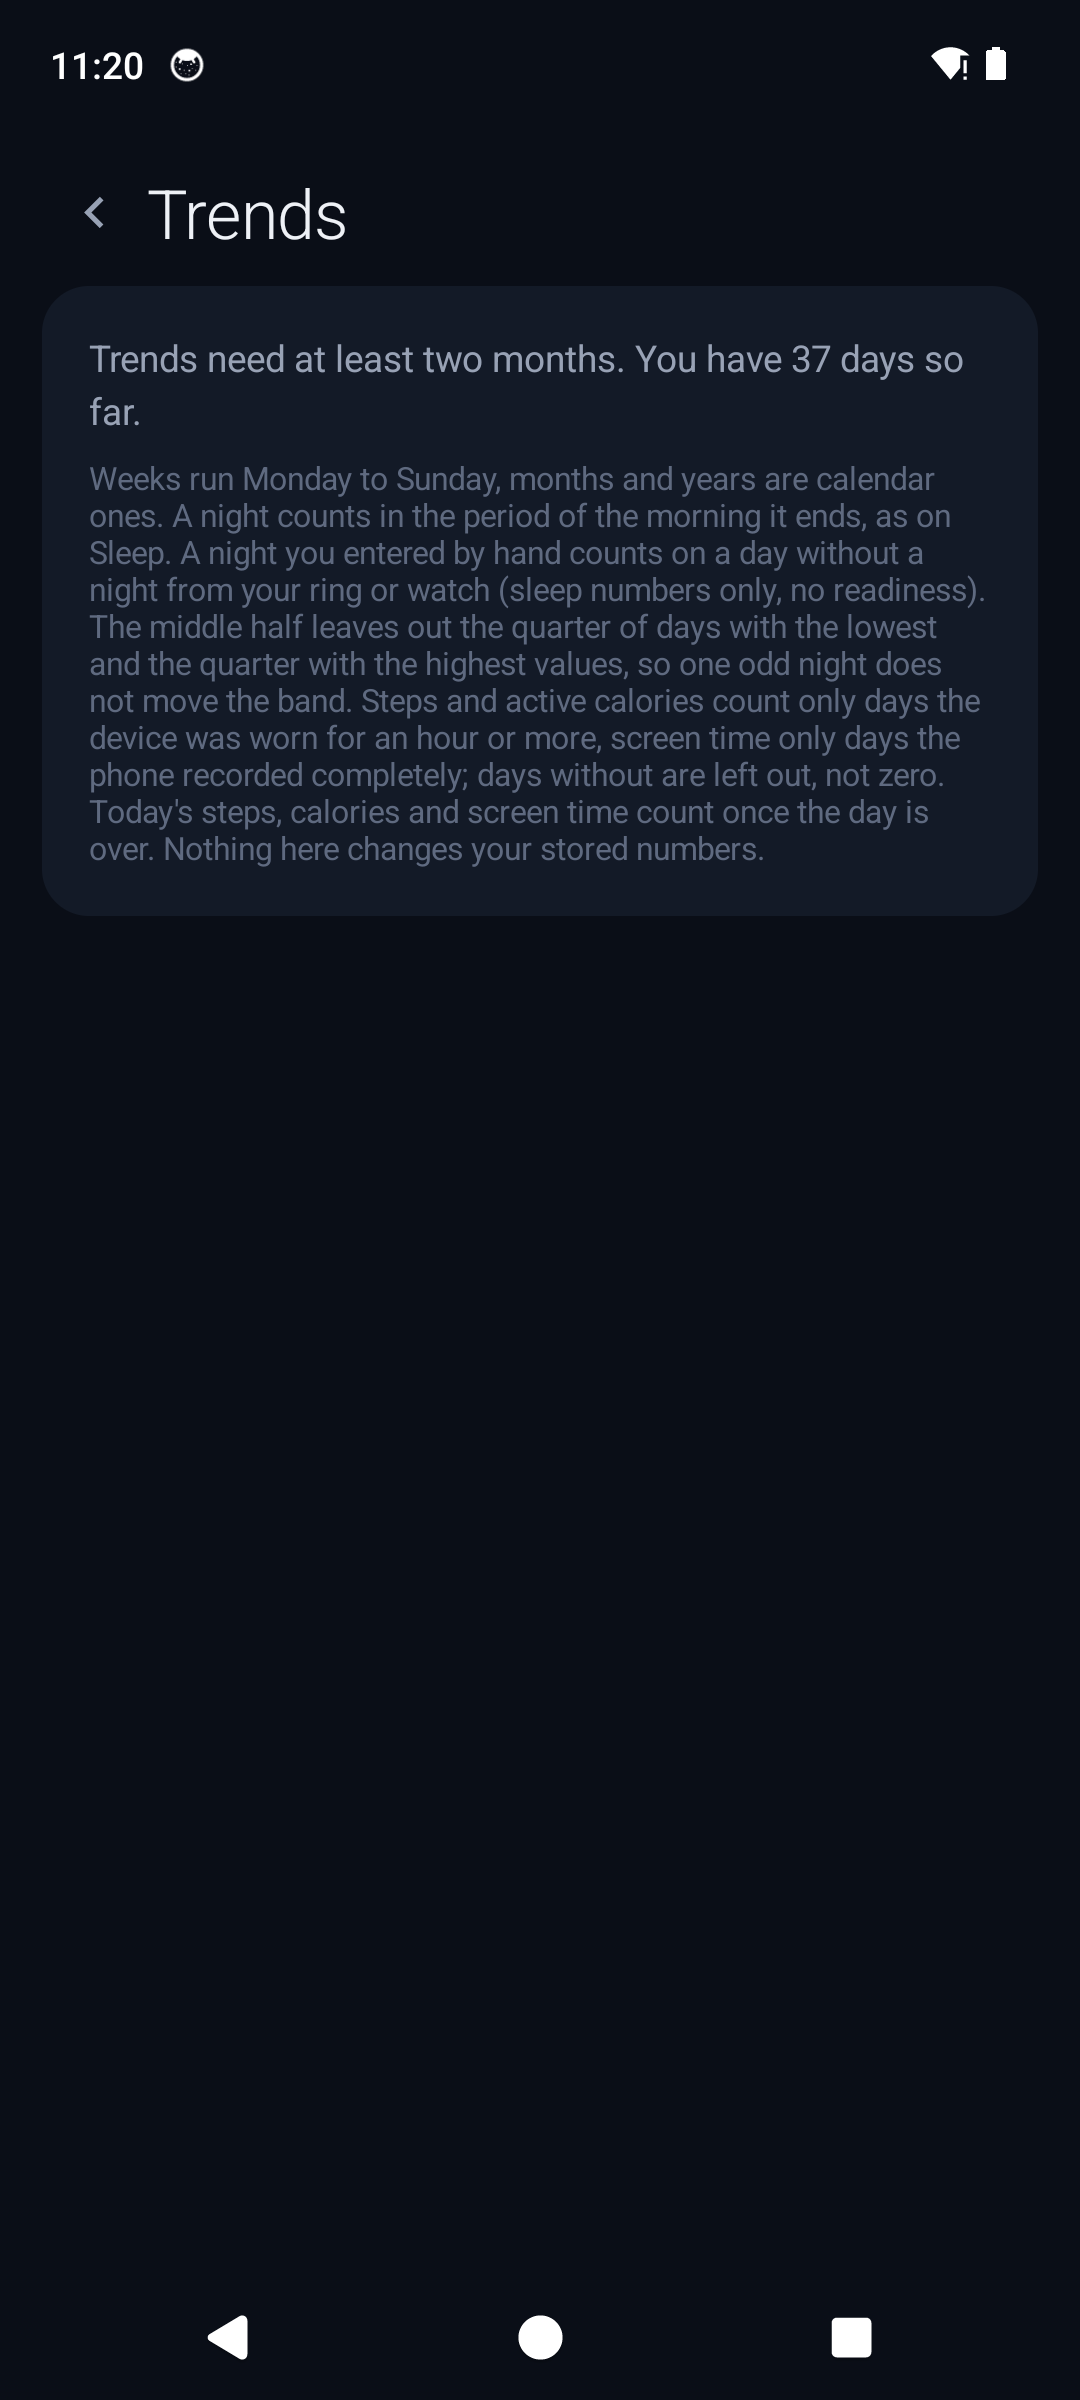 11:20
Trends
Trends need at least two months. You have 37 days so
far.
Weeks run Monday to Sunday, months and years are calendar
ones. A night counts in the period of the morning it ends, as on
Sleep. A night you entered by hand counts on a day without a
night from your ring or watch (sleep numbers only, no readiness).
The middle half leaves out the quarter of days with the lowest
and the quarter with the highest values, so one odd night does
not move the band. Steps and active calories count only days the
device was worn for an hour or more, screen time only days the
phone recorded completely; days without are left out, not zero.
Today's steps, calories and screen time count once the day is
over. Nothing here changes your stored numbers.